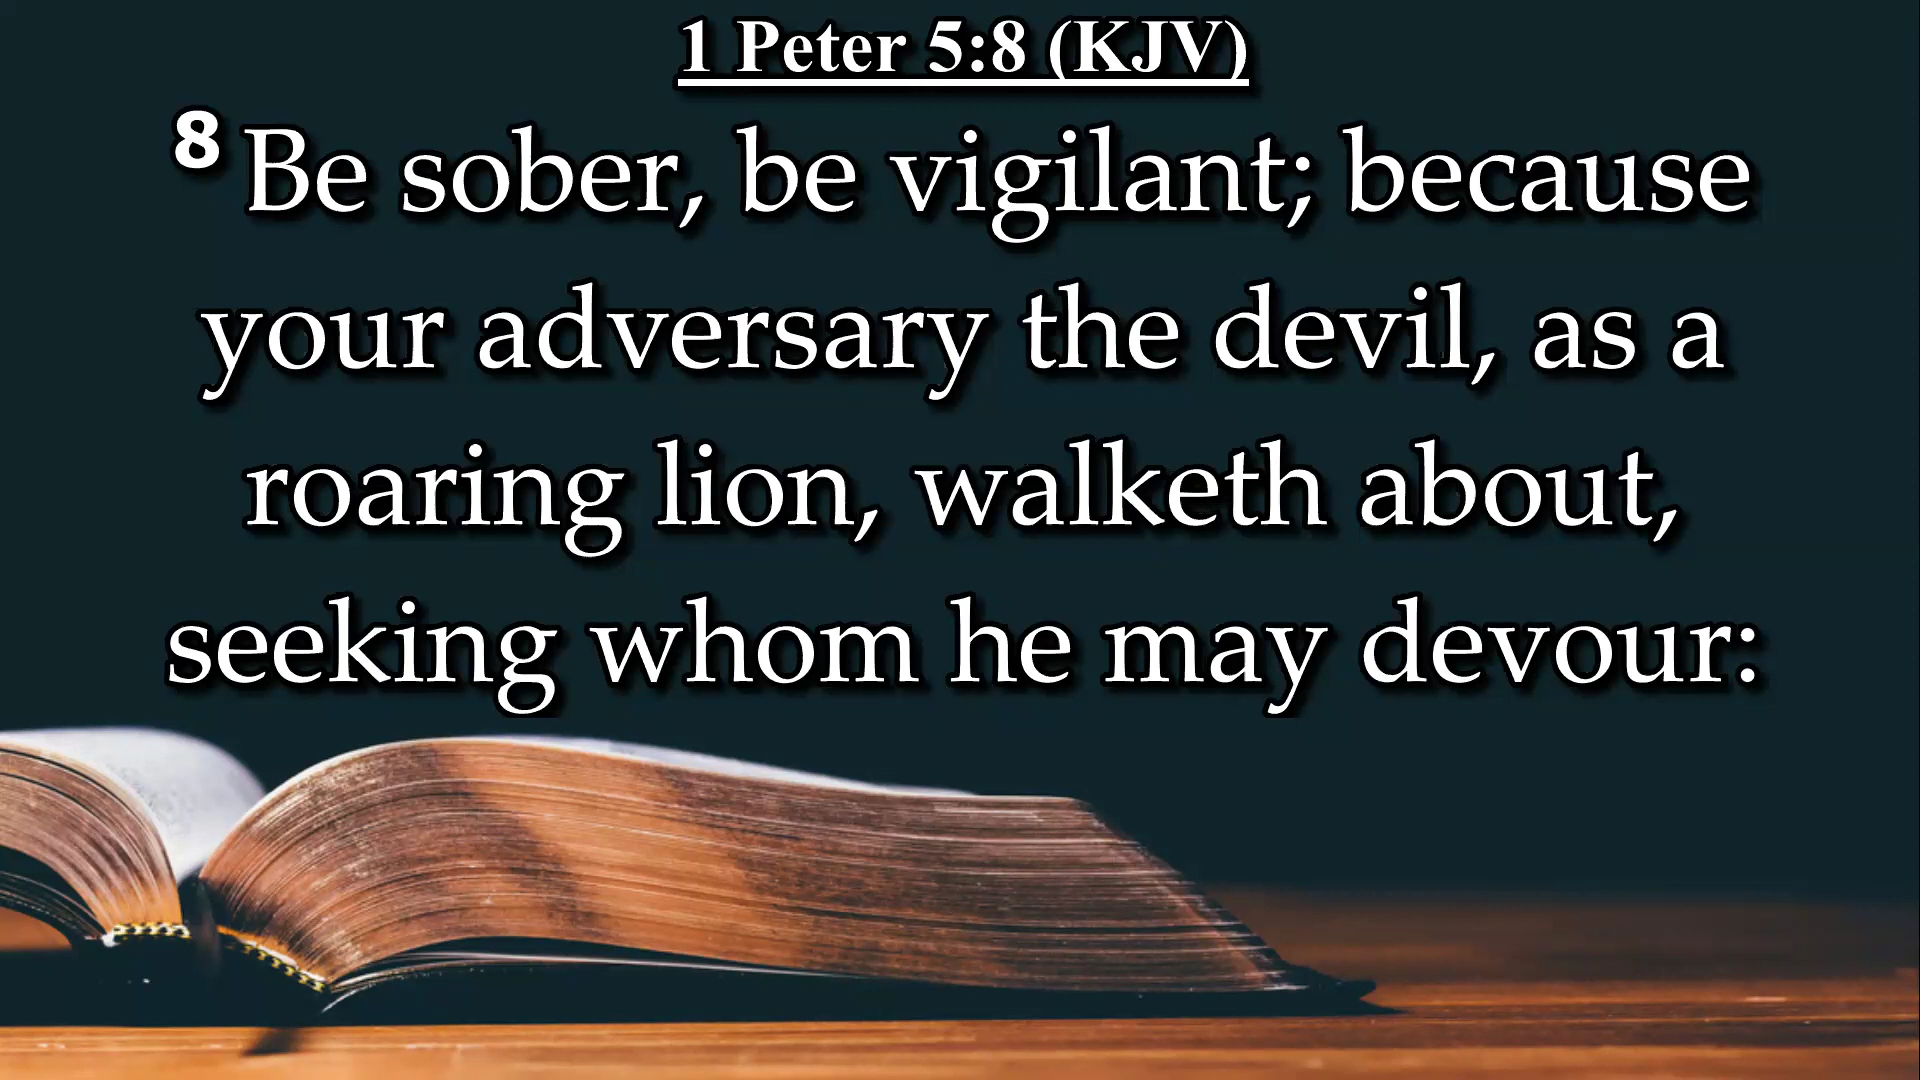 1 Peter 5:8 (KJV)
8 Be sober, be vigilant; because
your adversary the devil, as a
roaring lion, walketh about,
seeking whom he may devour: